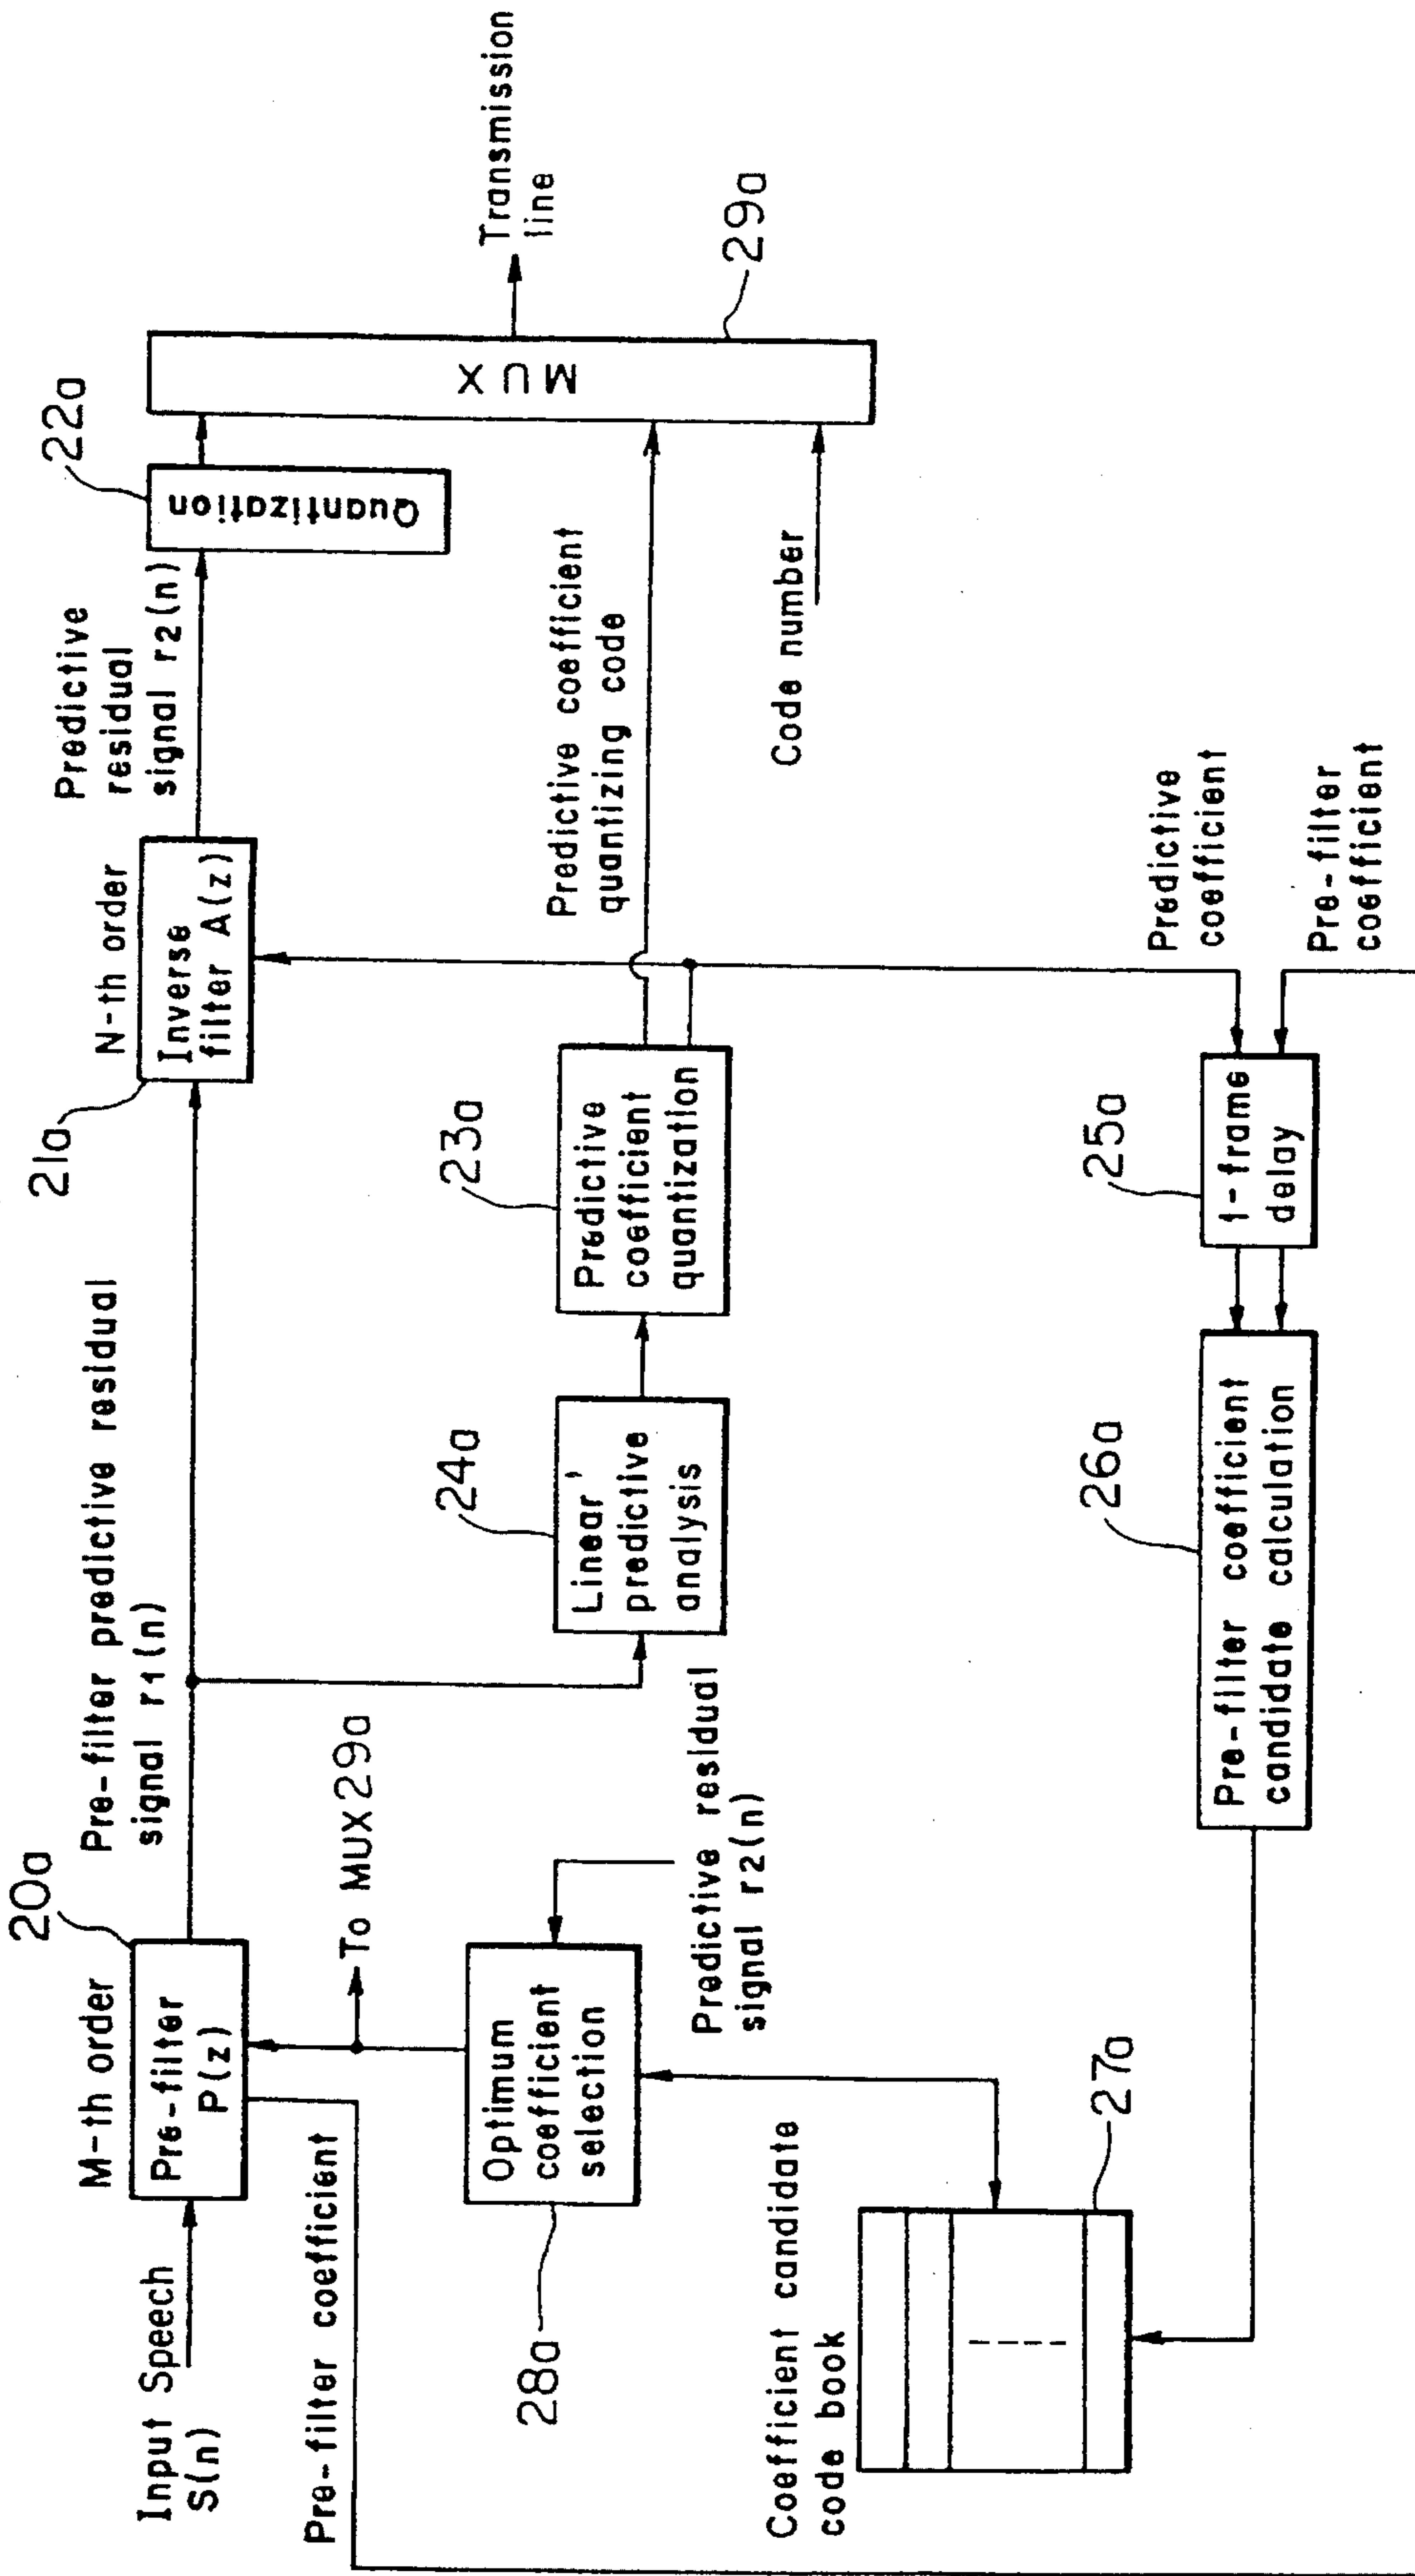 Input Speech
S(n)
M-th order
Pre-filter
P(z)
20a
Pre-filter predictive residual
signal r1(n)
21a
N-th order
Inverse
filter A(z)
Predictive
residual
signal r2(n)
22a
Quantization
MUX
Transmission
line
29a
Pre-filter coefficient
To MUX29a
28a
Optimum
coefficient
selection
Predictive residual
signal r2(n)
24a
Linear'
predictive
analysis
23a
Predictive
coefficient
quantization
Predictive coefficient
quantizing code
Code number
Coefficient candidate
code book
27a
26a
Pre-filter coefficient
candidate calculation
25a
1-frame
delay
Predictive
coefficient
Pre-filter
coefficient